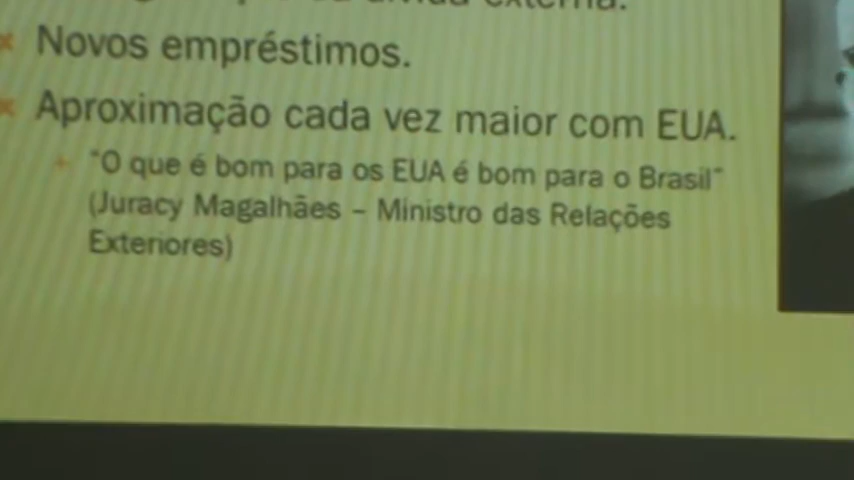 externa.
Novos empréstimos.
Aproximação cada vez maior com EUA.
"O que é bom para os EUA é bom para o Brasil"
(Juracy Magalhães – Ministro das Relações
Exteriores)